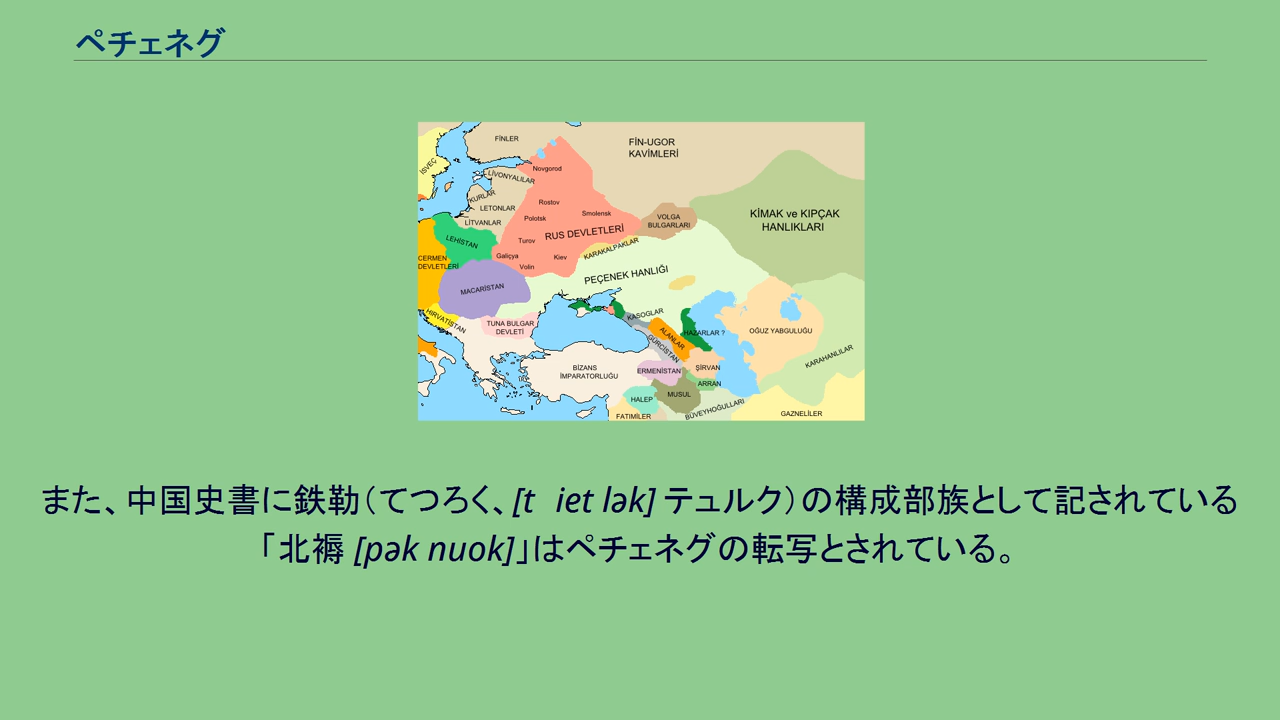 ペチェネグ
FİNLER
FİN-UGOR
KAVİMLERİ
İSVEÇ
Novgorod
LİVONYALILAR
KURLAR
Rostov
LETONLAR
Smolensk
Polotsk
LİTVANLAR
VOLGA
BULGARLARI
KİMAK ve KIPÇAK
HANLIKLARI
RUS DEVLETLERİ
LEHİSTAN
Turov
KARAKALPAKLAR
Galiçya
Kiev
CERMEN
DEVLETLERİ
Volin
PEÇENEK HANLIĞI
MACARİSTAN
HIRVATİSTAN
TUNA BULGAR
DEVLETİ
KASOGLAR
ALANLAR
HAZARLAR ?
OĞUZ YABGULUĞU
GÜRCİSTAN
KARAHANLILAR
BİZANS
İMPARATORLUĞU
ERMENİSTAN
ŞİRVAN
ARRAN
MUSUL
HALEP
BÜVEYHOĞULLARI
FATIMİLER
GAZNELİLER
また、中国史書に鉄勒（てつろく、[t iet lək] テュルク）の構成部族として記されている
「北褥 [pək nuok]」はペチェネグの転写とされている。